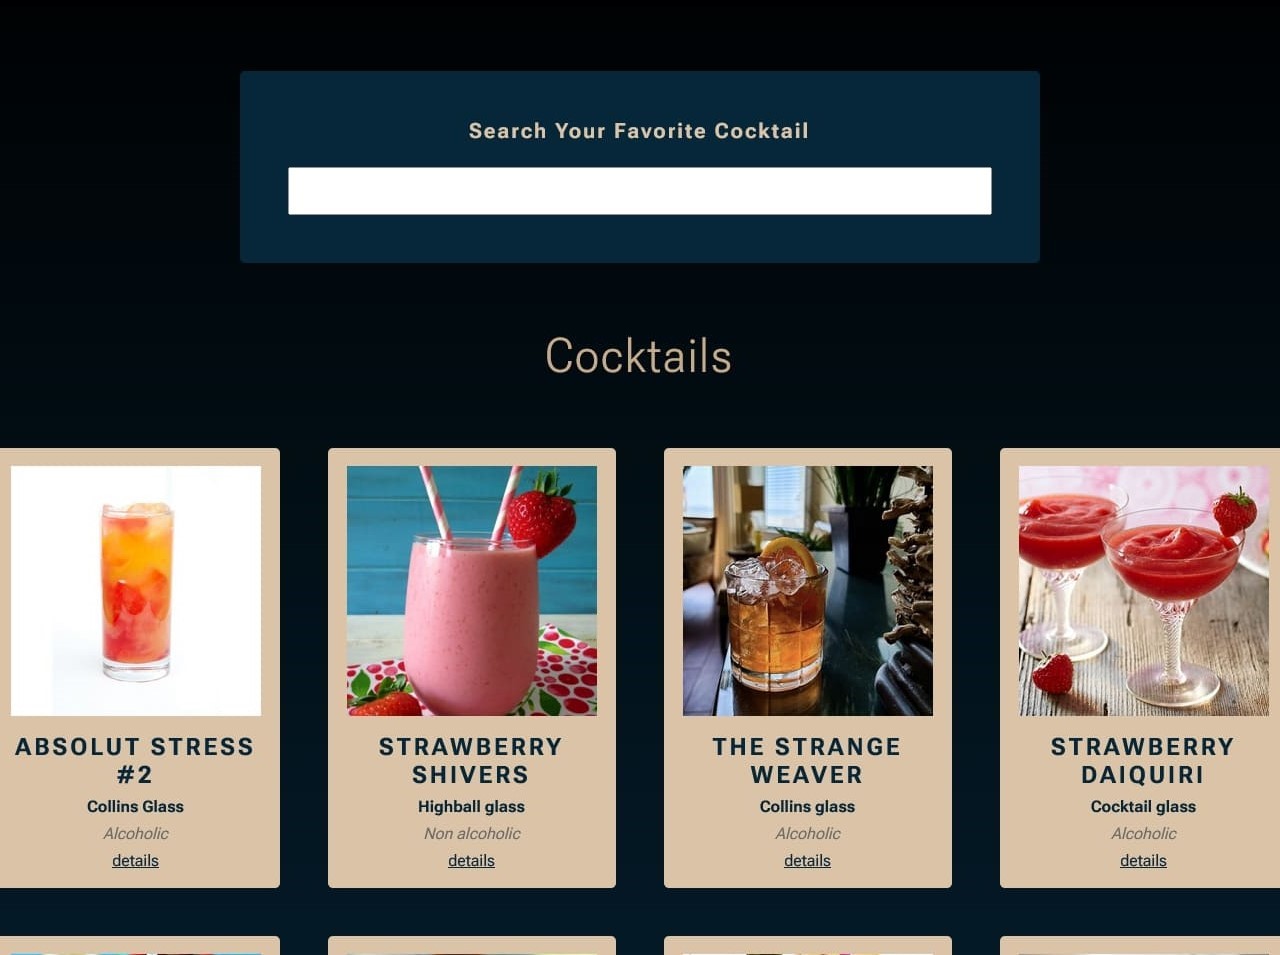 Search Your Favorite Cocktail
Cocktails
ABSOLUT STRESS
#2
Collins Glass
Alcoholic
details
STRAWBERRY
SHIVERS
Highball glass
Non alcoholic
details
THE STRANGE
WEAVER
Collins glass
Alcoholic
details
STRAWBERRY
DAIQUIRI
Cocktail glass
Alcoholic
details